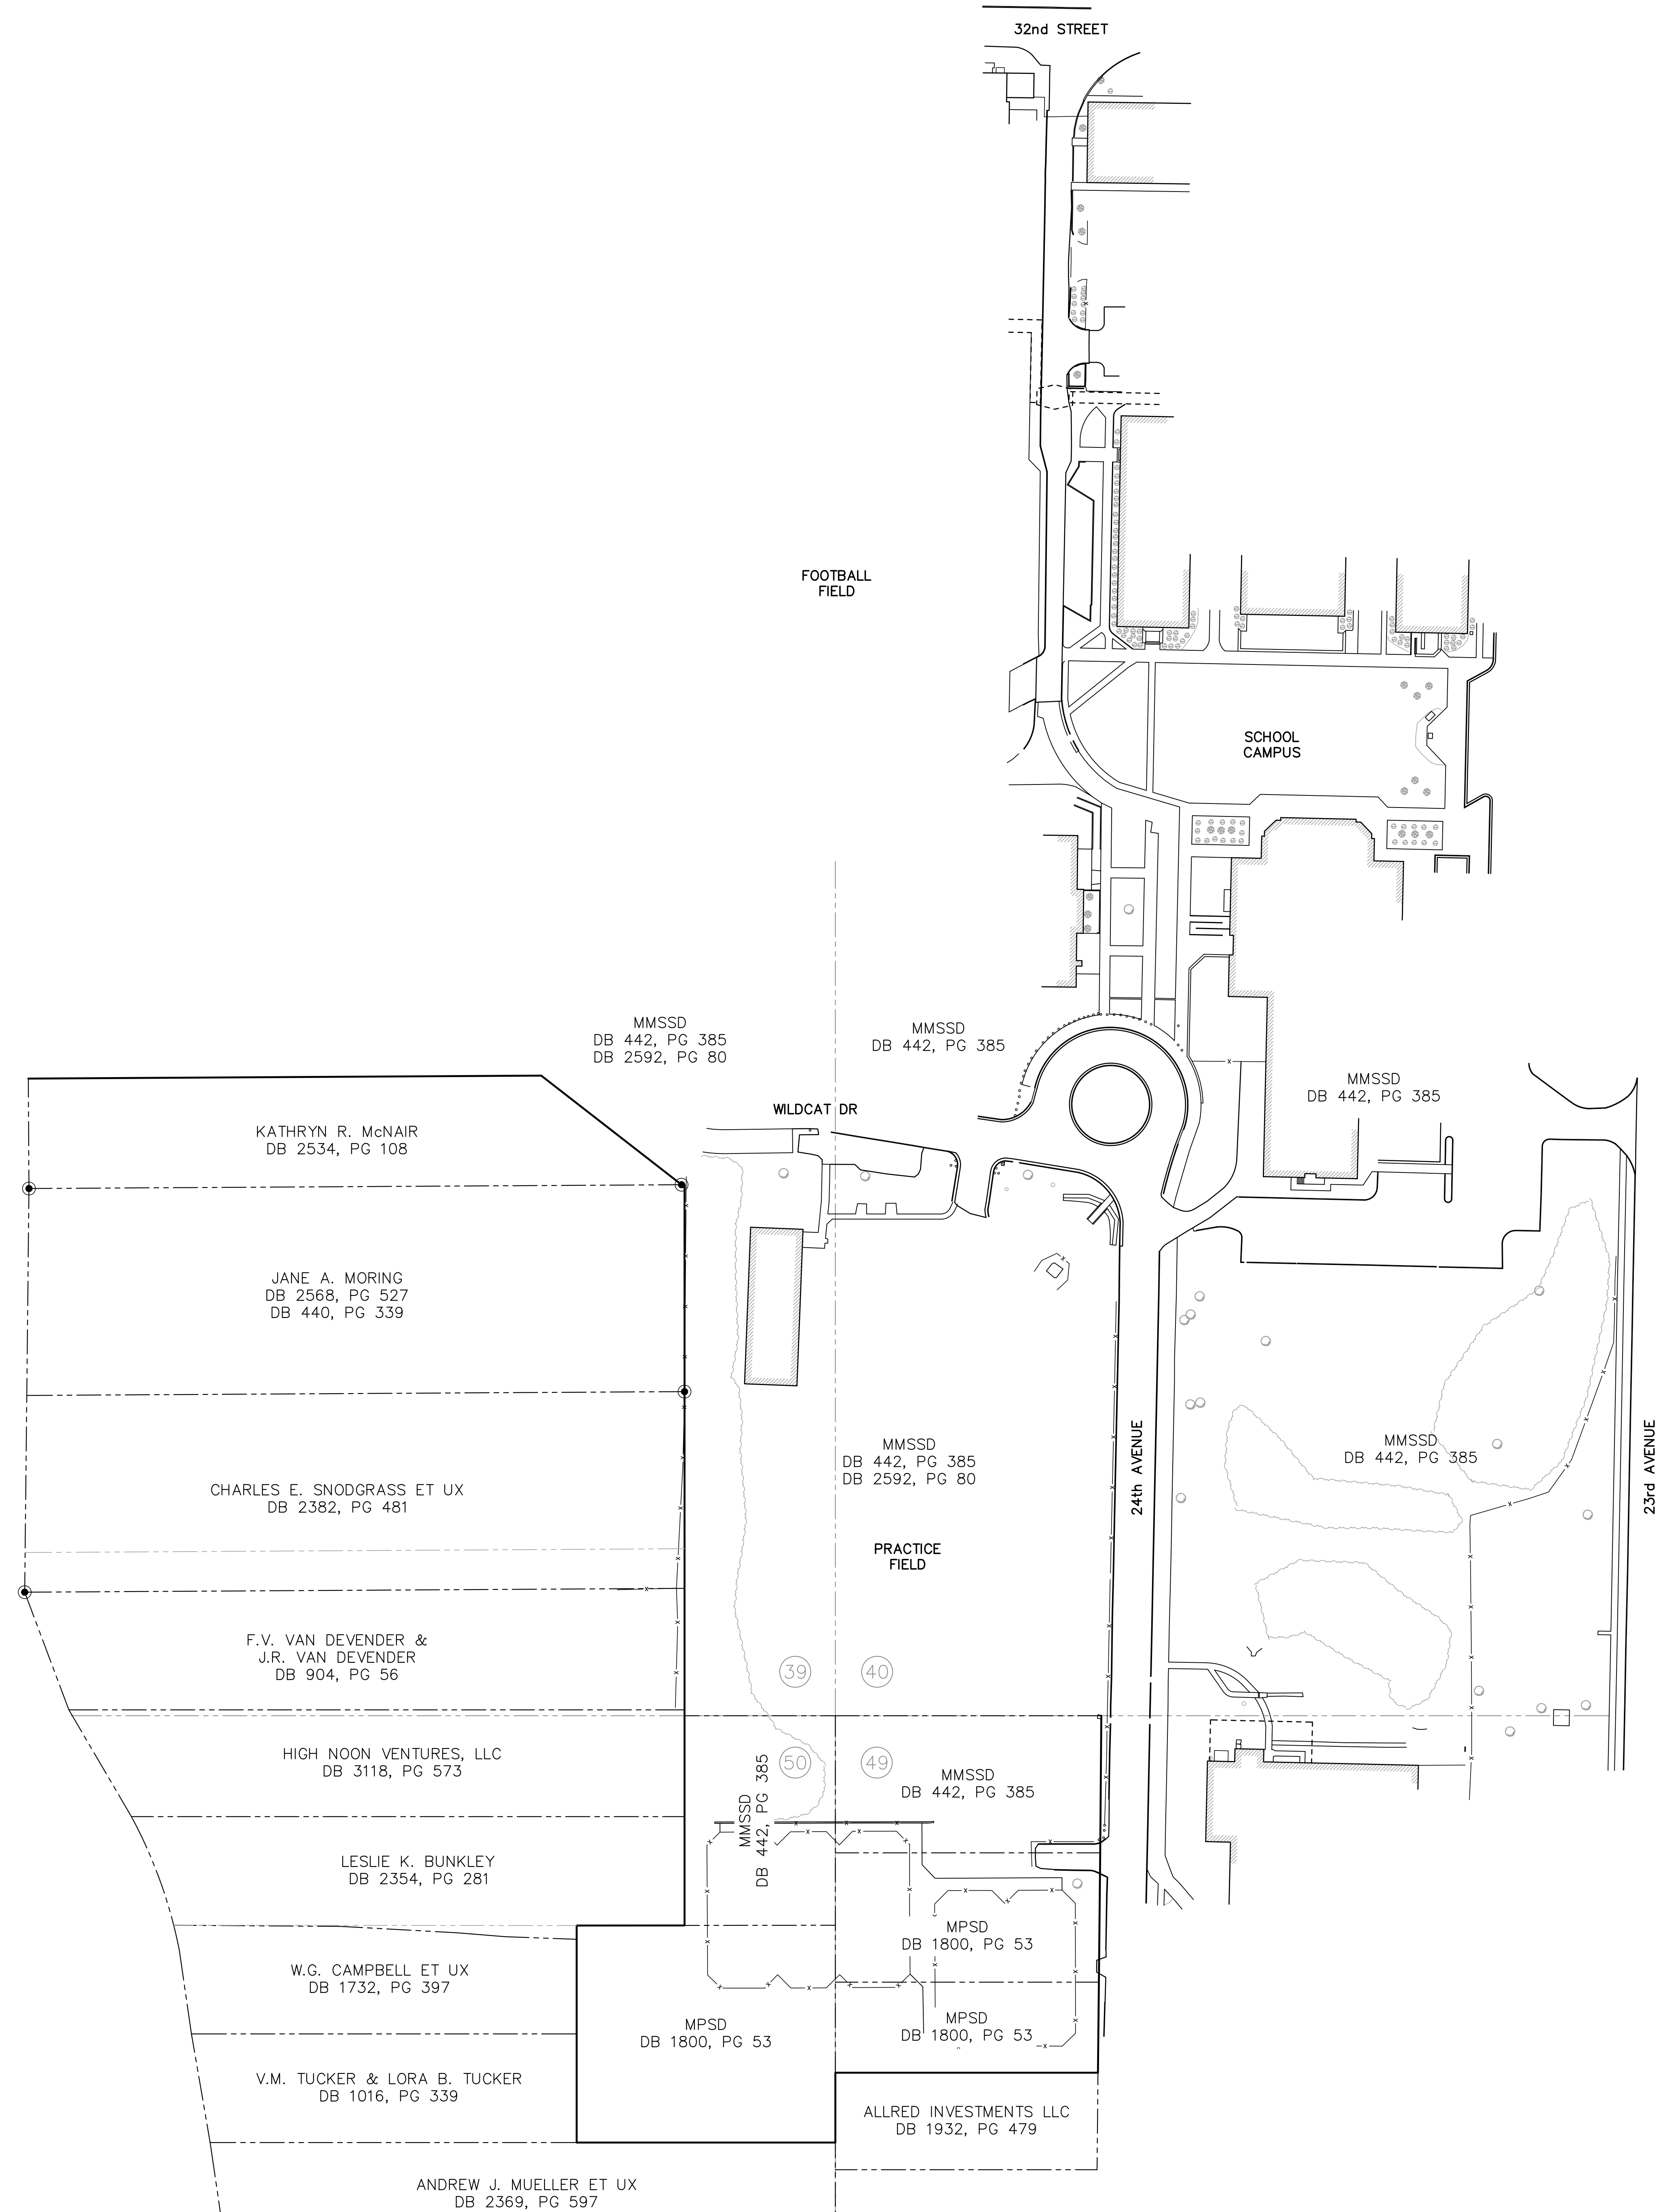 32nd STREET
FOOTBALL
FIELD
SCHOOL
CAMPUS
MMSSD
DB 442, PG 385
DB 2592, PG 80
MMSSD
DB 442, PG 385
MMSSD
DB 442, PG 385
WILDCAT DR
KATHRYN R. McNAIR
DB 2534, PG 108
JANE A. MORING
DB 2568, PG 527
DB 440, PG 339
MMSSD
DB 442, PG 385
DB 2592, PG 80
24th AVENUE
MMSSD
DB 442, PG 385
23rd AVENUE
CHARLES E. SNODGRASS ET UX
DB 2382, PG 481
PRACTICE
FIELD
F.V. VAN DEVENDER &
J.R. VAN DEVENDER
DB 904, PG 56
39
40
HIGH NOON VENTURES, LLC
DB 3118, PG 573
50
49
MMSSD
DB 442, PG 385
MMSSD
DB 442, PG 385
LESLIE K. BUNKLEY
DB 2354, PG 281
MPSD
DB 1800, PG 53
W.G. CAMPBELL ET UX
DB 1732, PG 397
MPSD
DB 1800, PG 53
MPSD
DB 1800, PG 53
V.M. TUCKER & LORA B. TUCKER
DB 1016, PG 339
ALLRED INVESTMENTS LLC
DB 1932, PG 479
ANDREW J. MUELLER ET UX
DB 2369, PG 597